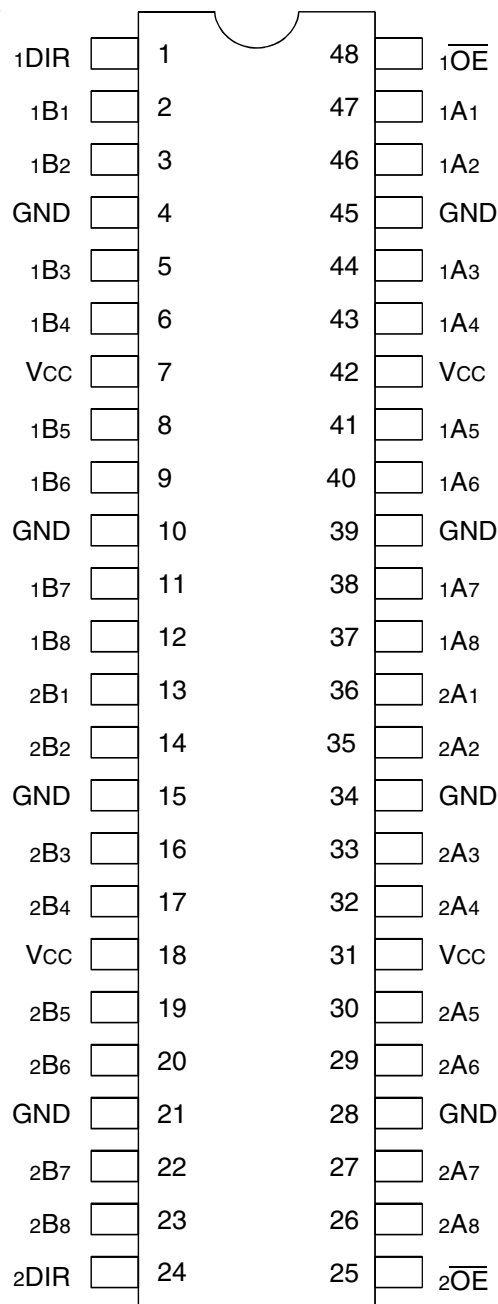 1DIR 1 48 1O̅E̅
1B1 2 47 1A1
1B2 3 46 1A2
GND 4 45 GND
1B3 5 44 1A3
1B4 6 43 1A4
VCC 7 42 VCC
1B5 8 41 1A5
1B6 9 40 1A6
GND 10 39 GND
1B7 11 38 1A7
1B8 12 37 1A8
2B1 13 36 2A1
2B2 14 35 2A2
GND 15 34 GND
2B3 16 33 2A3
2B4 17 32 2A4
VCC 18 31 VCC
2B5 19 30 2A5
2B6 20 29 2A6
GND 21 28 GND
2B7 22 27 2A7
2B8 23 26 2A8
2DIR 24 25 2O̅E̅